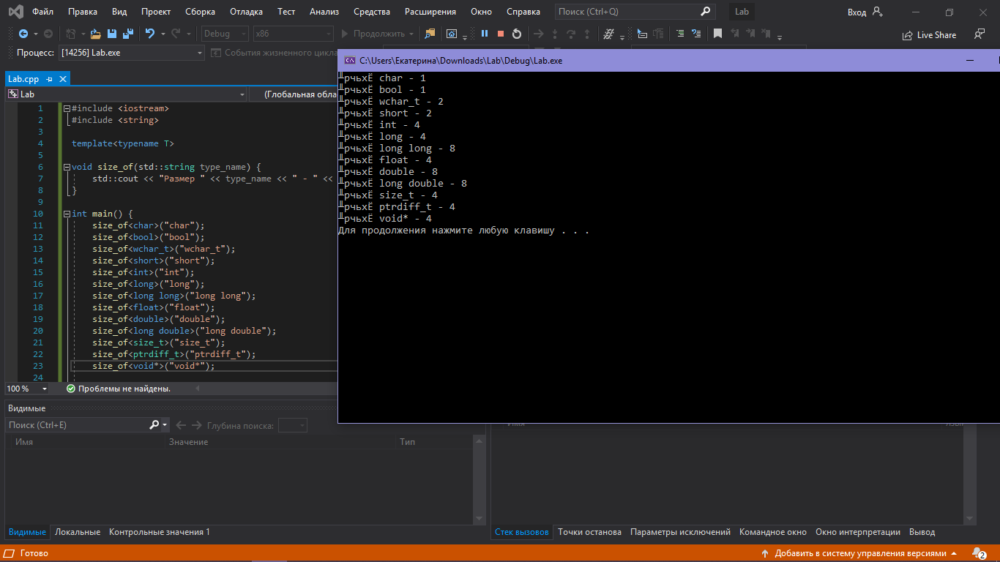 Файл Правка Вид Проект Сборка Отладка Тест Анализ Средства Расширения Окно Справка Поиск (Ctrl+Q) Lab Вход
Debug x86 Продолжить Live Share
Процесс: [14256] Lab.exe События жизненного цикла
C:\Users\Екатерина\Downloads\Lab\Debug\Lab.exe
Lab.cpp
Lab (Глобальная обла
1 #include <iostream>
2 #include <string>
3
4 template<typename T>
5
6 void size_of(std::string type_name) {
7 std::cout << "Размер " << type_name << " - " <<
8 }
9
10 int main() {
11 size_of<char>("char");
12 size_of<bool>("bool");
13 size_of<wchar_t>("wchar_t");
14 size_of<short>("short");
15 size_of<int>("int");
16 size_of<long>("long");
17 size_of<long long>("long long");
18 size_of<float>("float");
19 size_of<double>("double");
20 size_of<long double>("long double");
21 size_of<size_t>("size_t");
22 size_of<ptrdiff_t>("ptrdiff_t");
23 size_of<void*>("void*");
24
╨рчьхЁ char - 1
╨рчьхЁ bool - 1
╨рчьхЁ wchar_t - 2
╨рчьхЁ short - 2
╨рчьхЁ int - 4
╨рчьхЁ long - 4
╨рчьхЁ long long - 8
╨рчьхЁ float - 4
╨рчьхЁ double - 8
╨рчьхЁ long double - 8
╨рчьхЁ size_t - 4
╨рчьхЁ ptrdiff_t - 4
╨рчьхЁ void* - 4
Для продолжения нажмите любую клавишу . . .
100 % Проблемы не найдены.
Видимые
Поиск (Ctrl+E) Глубина поиска:
Имя Значение Тип
Имя Язык
Видимые Локальные Контрольные значения 1
Стек вызовов Точки останова Параметры исключений Командное окно Окно интерпретации Вывод
Готово Добавить в систему управления версиями 2